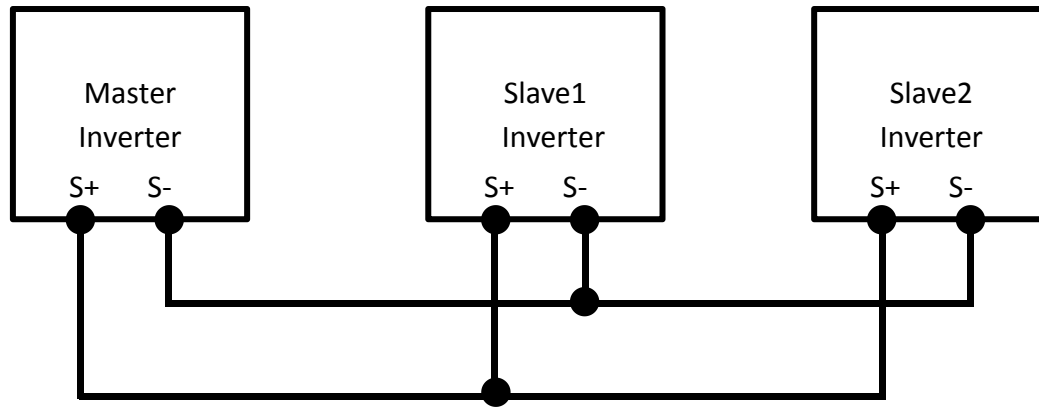 Master
Inverter
S+ S-
Slave1
Inverter
S+ S-
Slave2
Inverter
S+ S-